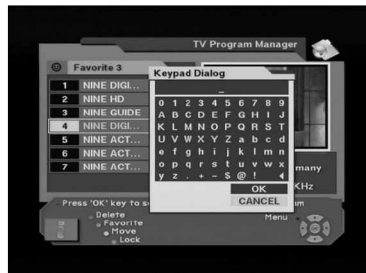 TV Program Manager
Favorite 3
1 NINE DIGI...
2 NINE HD
3 NINE GUIDE
4 NINE DIGI...
5 NINE ACT...
6 NINE ACT...
7 NINE ACT...
Keypad Dialog
_
0 1 2 3 4 5 6 7 8 9
A B C D E F G H I J
K L M N O P Q R S T
U V W X Y Z a b c d
e f g h i j k l m n
o p q r s t u v w x
y z . + - $ @ !
OK
CANCEL
many
KHz
Press 'OK' key to s
Delete
Favorite
Move
Lock
Menu